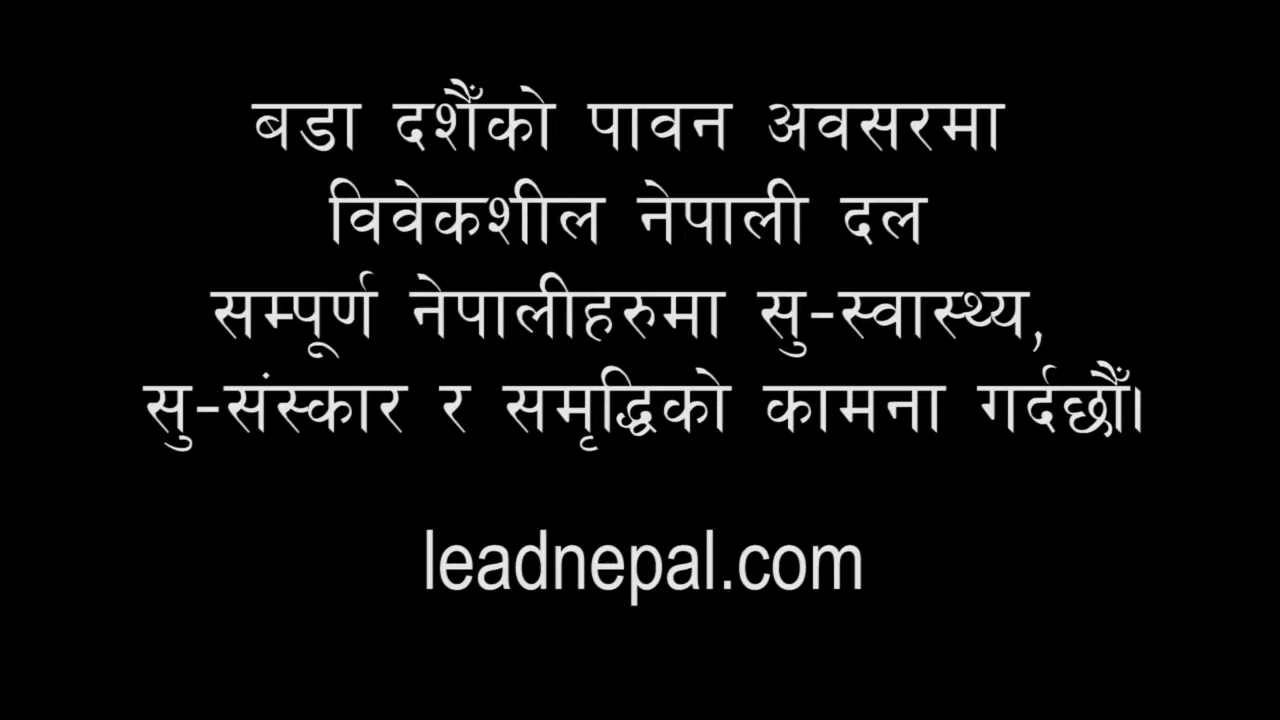 बडा दशैँको पावन अवसरमा
विवेकशील नेपाली दल
सम्पूर्ण नेपालीहरुमा सु-स्वास्थ्य,
सु-संस्कार र समृद्धिको कामना गर्दछौँ।
leadnepal.com